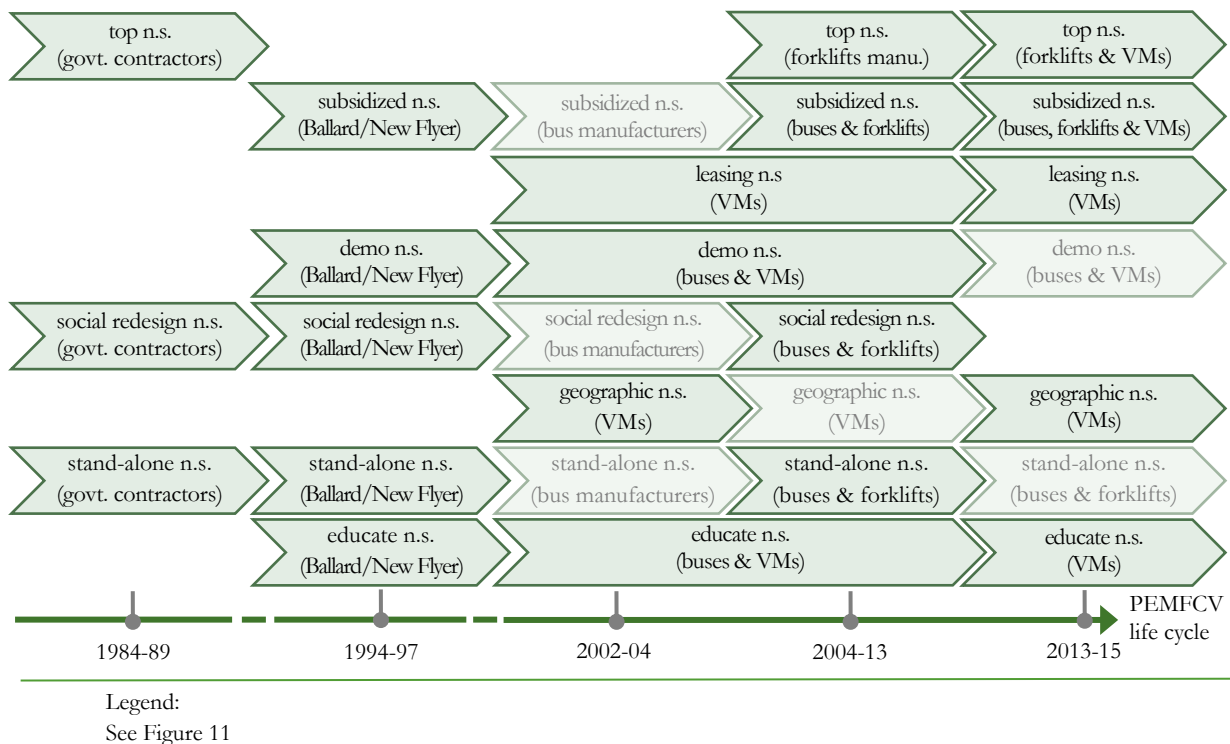 top n.s.
(govt. contractors)
top n.s.
(forklifts manu.)
top n.s.
(forklifts & VMs)
subsidized n.s.
(Ballard/New Flyer)
subsidized n.s.
(bus manufacturers)
subsidized n.s.
(buses & forklifts)
subsidized n.s.
(buses, forklifts & VMs)
leasing n.s
(VMs)
leasing n.s.
(VMs)
demo n.s.
(Ballard/New Flyer)
demo n.s.
(buses & VMs)
demo n.s.
(buses & VMs)
social redesign n.s.
(govt. contractors)
social redesign n.s.
(Ballard/New Flyer)
social redesign n.s.
(bus manufacturers)
social redesign n.s.
(buses & forklifts)
geographic n.s.
(VMs)
geographic n.s.
(VMs)
geographic n.s.
(VMs)
stand-alone n.s.
(govt. contractors)
stand-alone n.s.
(Ballard/New Flyer)
stand-alone n.s.
(bus manufacturers)
stand-alone n.s.
(buses & forklifts)
stand-alone n.s.
(buses & forklifts)
educate n.s.
(Ballard/New Flyer)
educate n.s.
(buses & VMs)
educate n.s.
(VMs)
PEMFCV
life cycle
1984-89
1994-97
2002-04
2004-13
2013-15
Legend:
See Figure 11